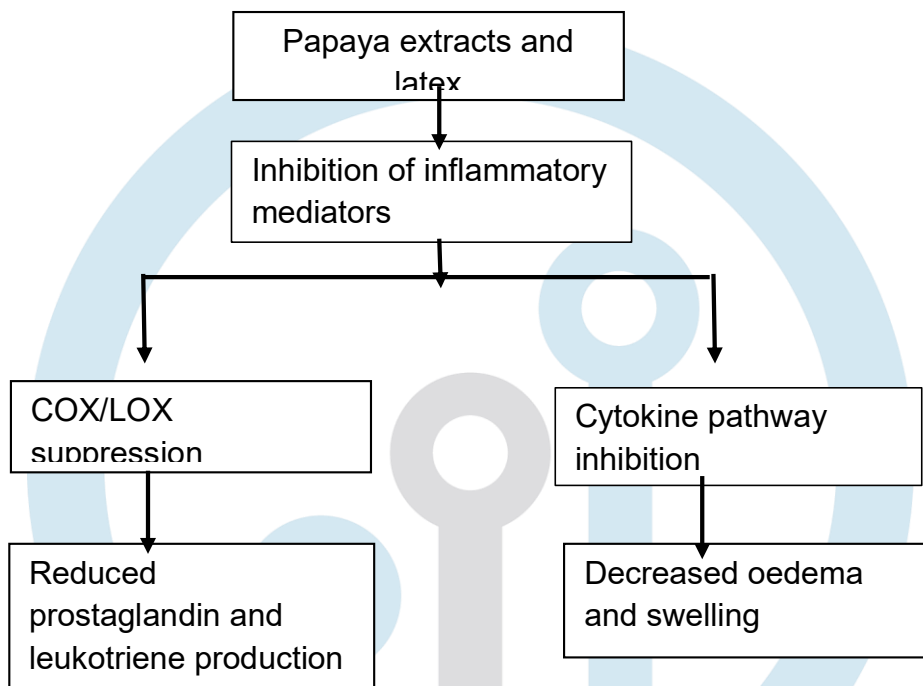 Papaya extracts and
latex
Inhibition of inflammatory
mediators
COX/LOX
suppression
Cytokine pathway
inhibition
Reduced
prostaglandin and
leukotriene production
Decreased oedema
and swelling